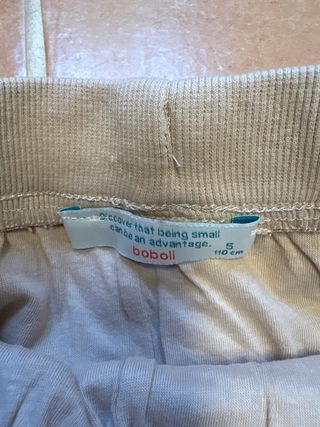 discover that being small
can be an advantage.
boboli
5
110 cm